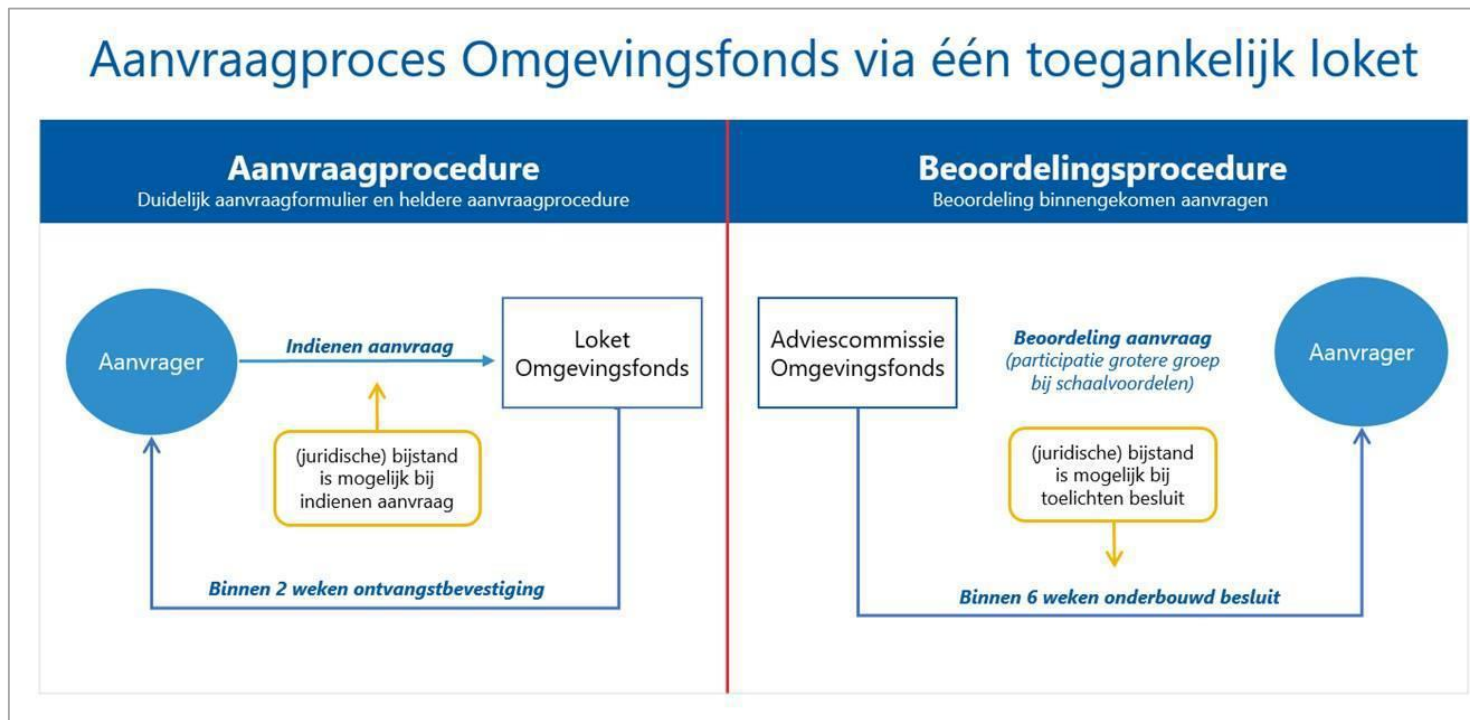 Aanvraagproces Omgevingsfonds via één toegankelijk loket
Aanvraagprocedure
Duidelijk aanvraagformulier en heldere aanvraagprocedure
Aanvrager
Indienen aanvraag
Loket
Omgevingsfonds
(juridische) bijstand
is mogelijk bij
indienen aanvraag
Binnen 2 weken ontvangstbevestiging
Beoordelingsprocedure
Beoordeling binnengekomen aanvragen
Adviescommissie
Omgevingsfonds
Beoordeling aanvraag
(participatie grotere groep
bij schaalvoordelen)
Aanvrager
(juridische) bijstand
is mogelijk bij
toelichten besluit
Binnen 6 weken onderbouwd besluit